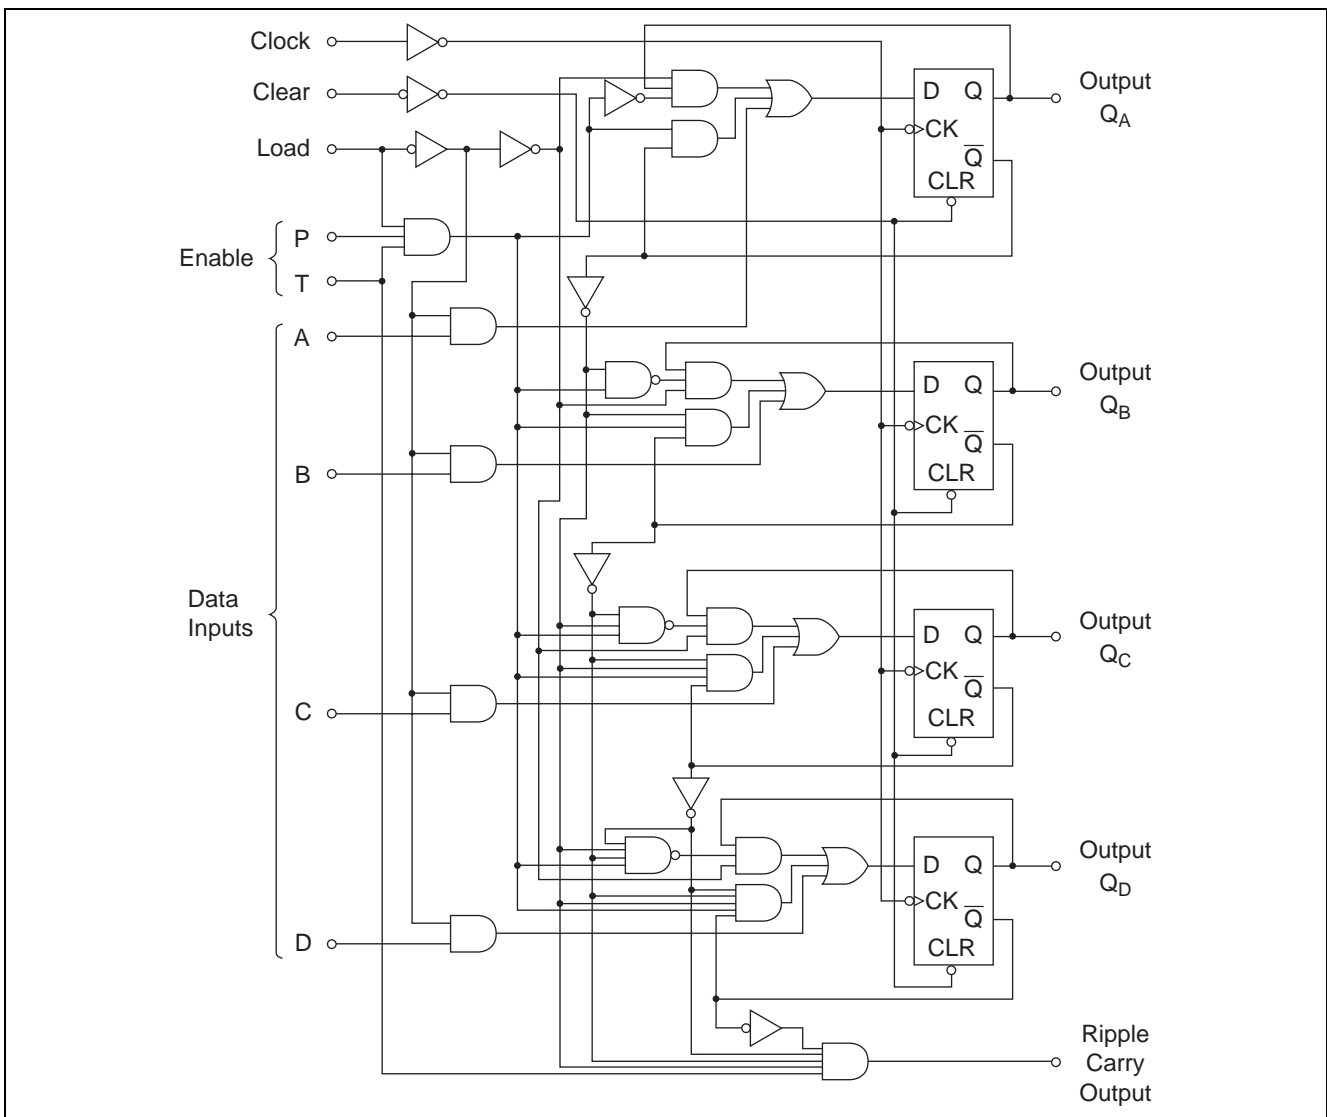 Clock
Clear
Load
Enable
P
T
A
B
Data
Inputs
C
D
D Q
CK
Q
CLR
Output
QA
D Q
CK
Q
CLR
Output
QB
D Q
CK
Q
CLR
Output
QC
D Q
CK
Q
CLR
Output
QD
Ripple
Carry
Output